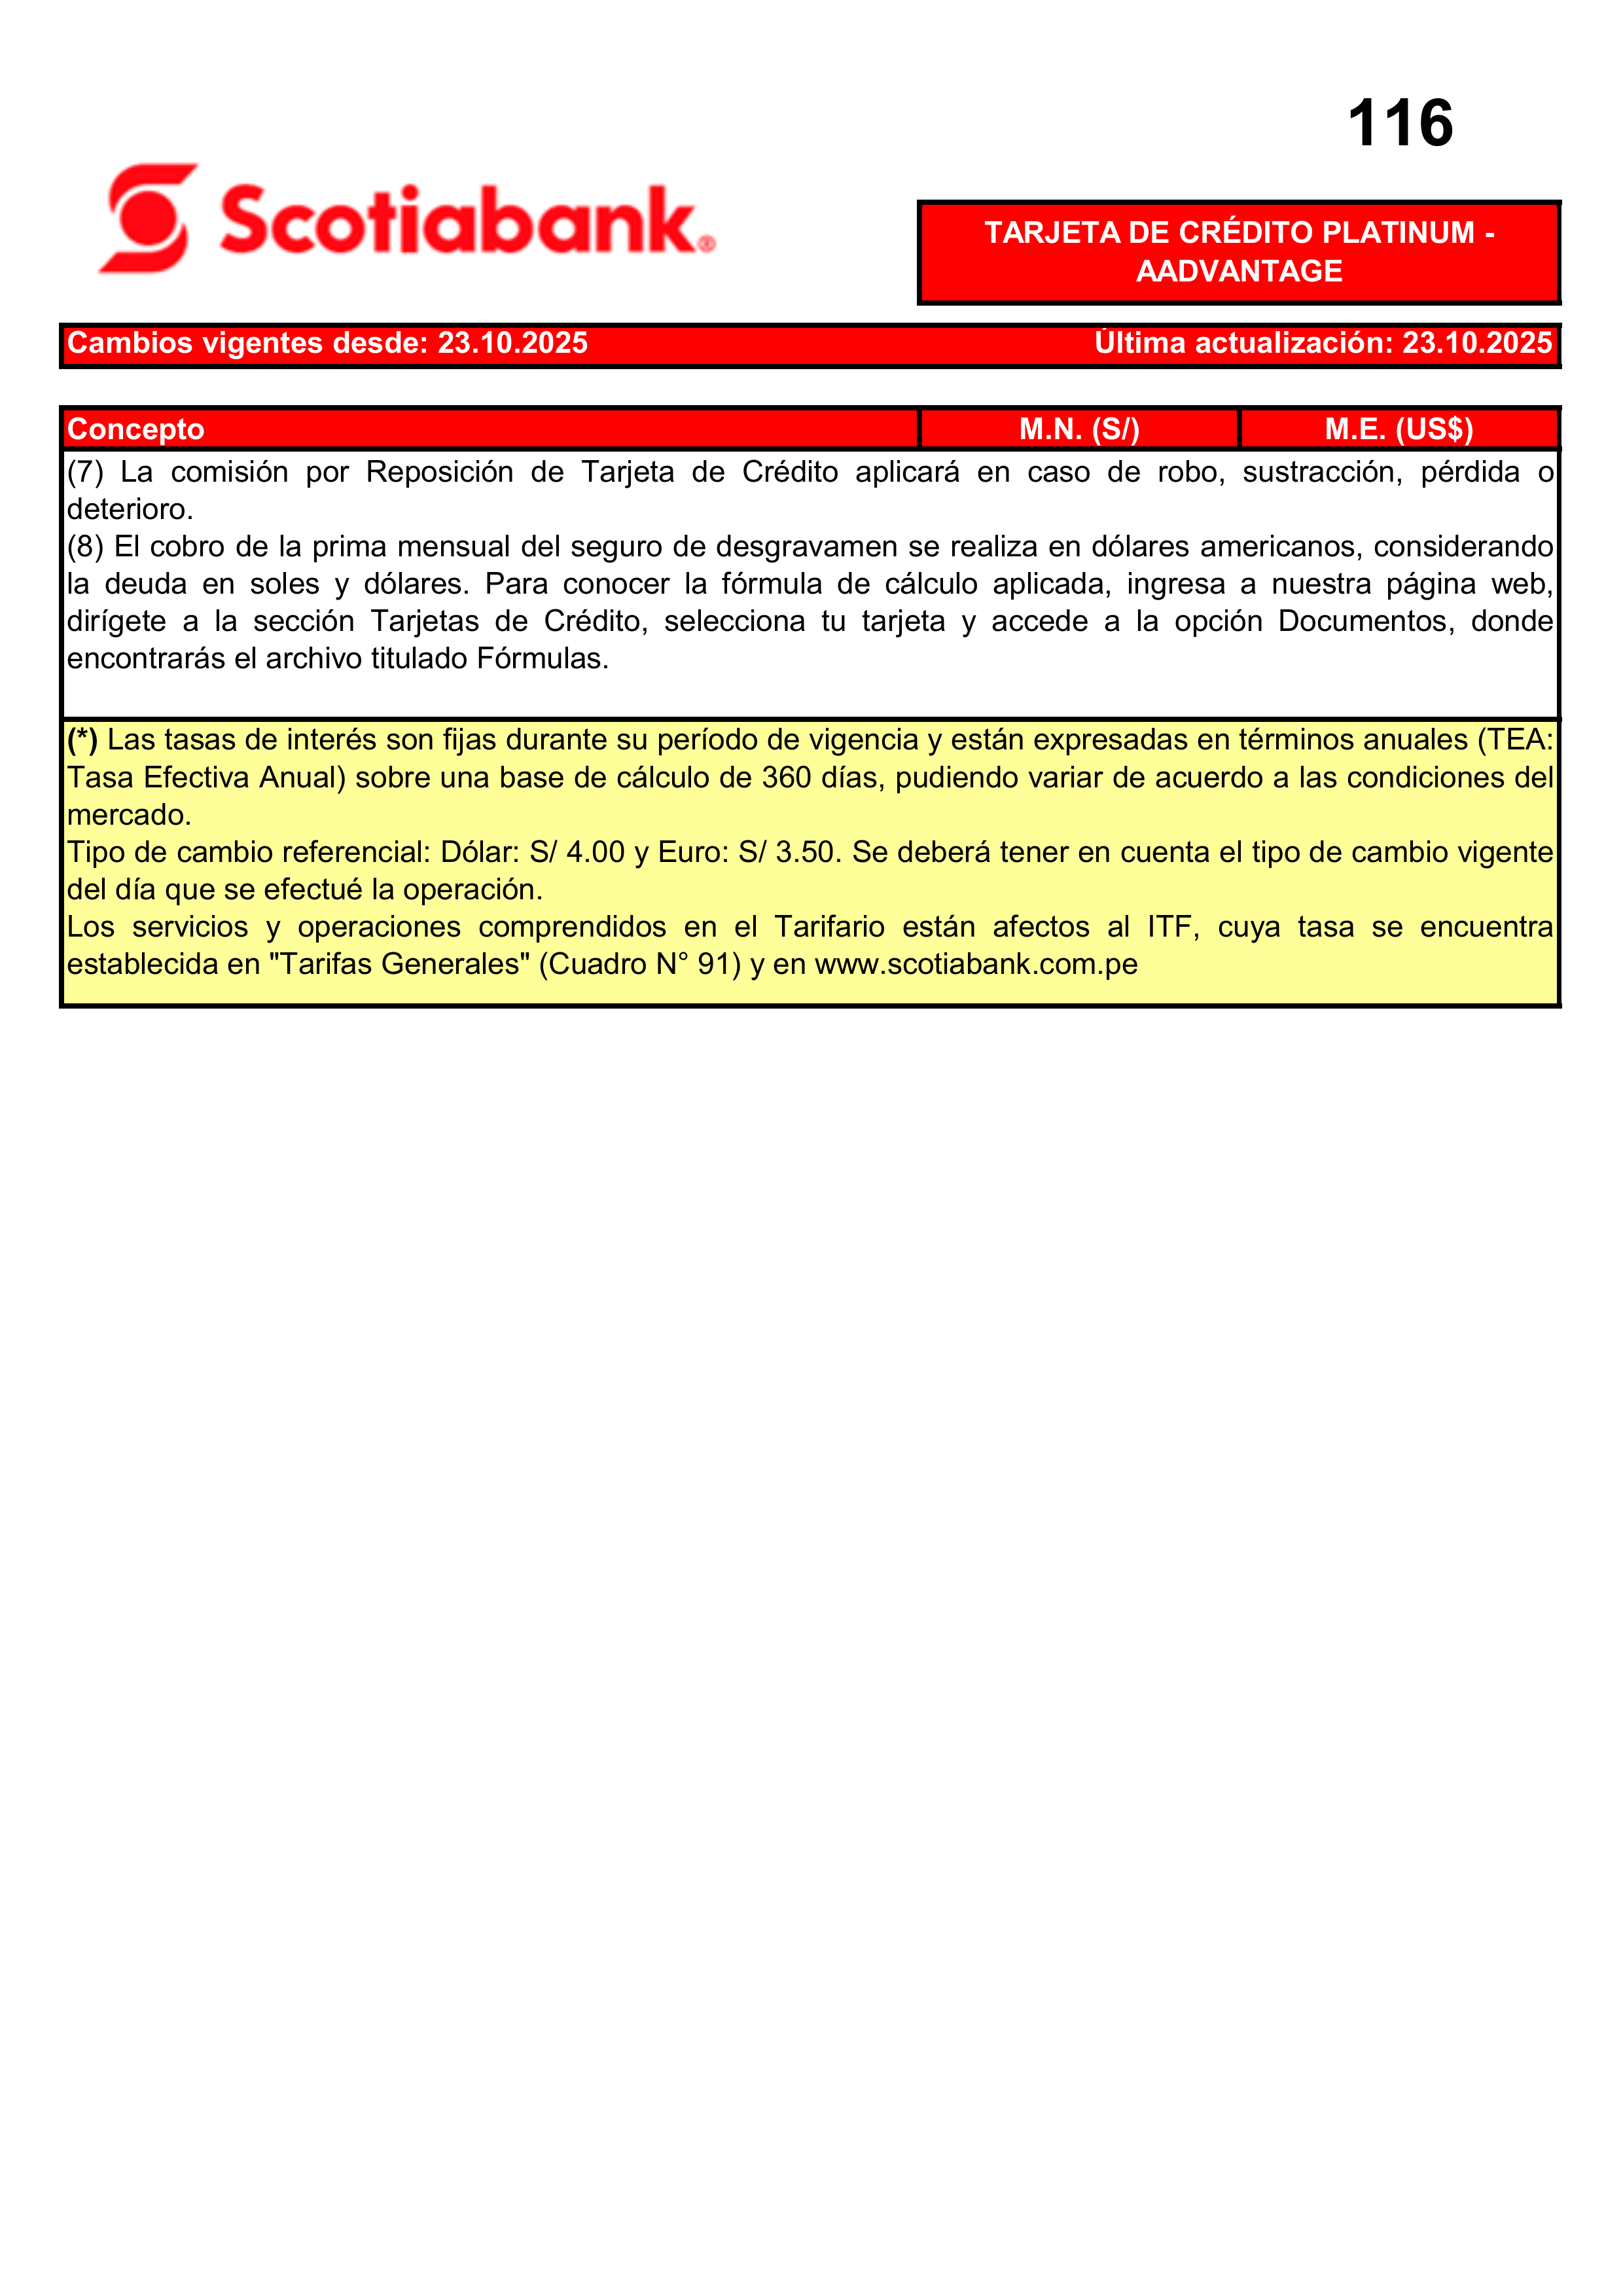 116
Scotiabank®
TARJETA DE CRÉDITO PLATINUM -
AADVANTAGE
Cambios vigentes desde: 23.10.2025 Última actualización: 23.10.2025
Concepto M.N. (S/) M.E. (US$)
(7) La comisión por Reposición de Tarjeta de Crédito aplicará en caso de robo, sustracción, pérdida o
deterioro.
(8) El cobro de la prima mensual del seguro de desgravamen se realiza en dólares americanos, considerando
la deuda en soles y dólares. Para conocer la fórmula de cálculo aplicada, ingresa a nuestra página web,
dirígete a la sección Tarjetas de Crédito, selecciona tu tarjeta y accede a la opción Documentos, donde
encontrarás el archivo titulado Fórmulas.
(*) Las tasas de interés son fijas durante su período de vigencia y están expresadas en términos anuales (TEA:
Tasa Efectiva Anual) sobre una base de cálculo de 360 días, pudiendo variar de acuerdo a las condiciones del
mercado.
Tipo de cambio referencial: Dólar: S/ 4.00 y Euro: S/ 3.50. Se deberá tener en cuenta el tipo de cambio vigente
del día que se efectué la operación.
Los servicios y operaciones comprendidos en el Tarifario están afectos al ITF, cuya tasa se encuentra
establecida en "Tarifas Generales" (Cuadro N° 91) y en www.scotiabank.com.pe